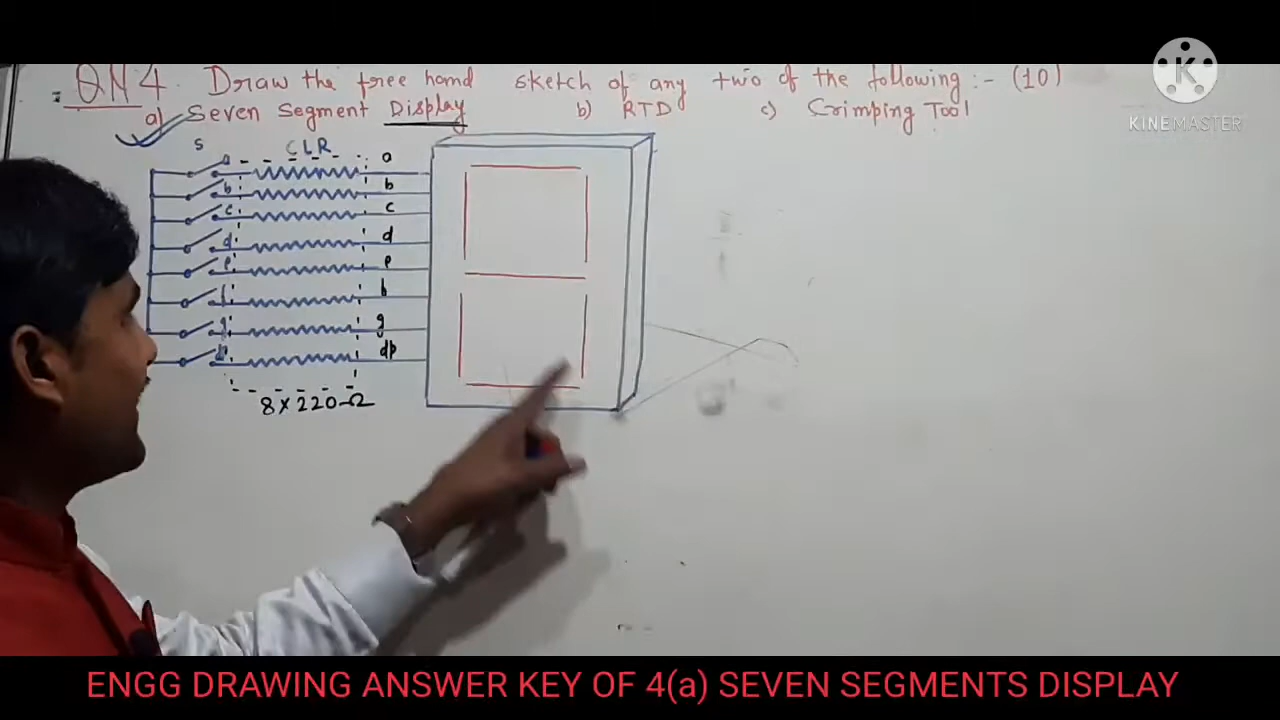 QN 4. Draw the free hand sketch of any two of the following :- (10)
a) Seven Segment Display b) RTD c) Crimping Tool
KINEMASTER
S CLR
a a
b b
c c
d d
e
f
g g
dp
8 X 220 Ω
ENGG DRAWING ANSWER KEY OF 4(a) SEVEN SEGMENTS DISPLAY